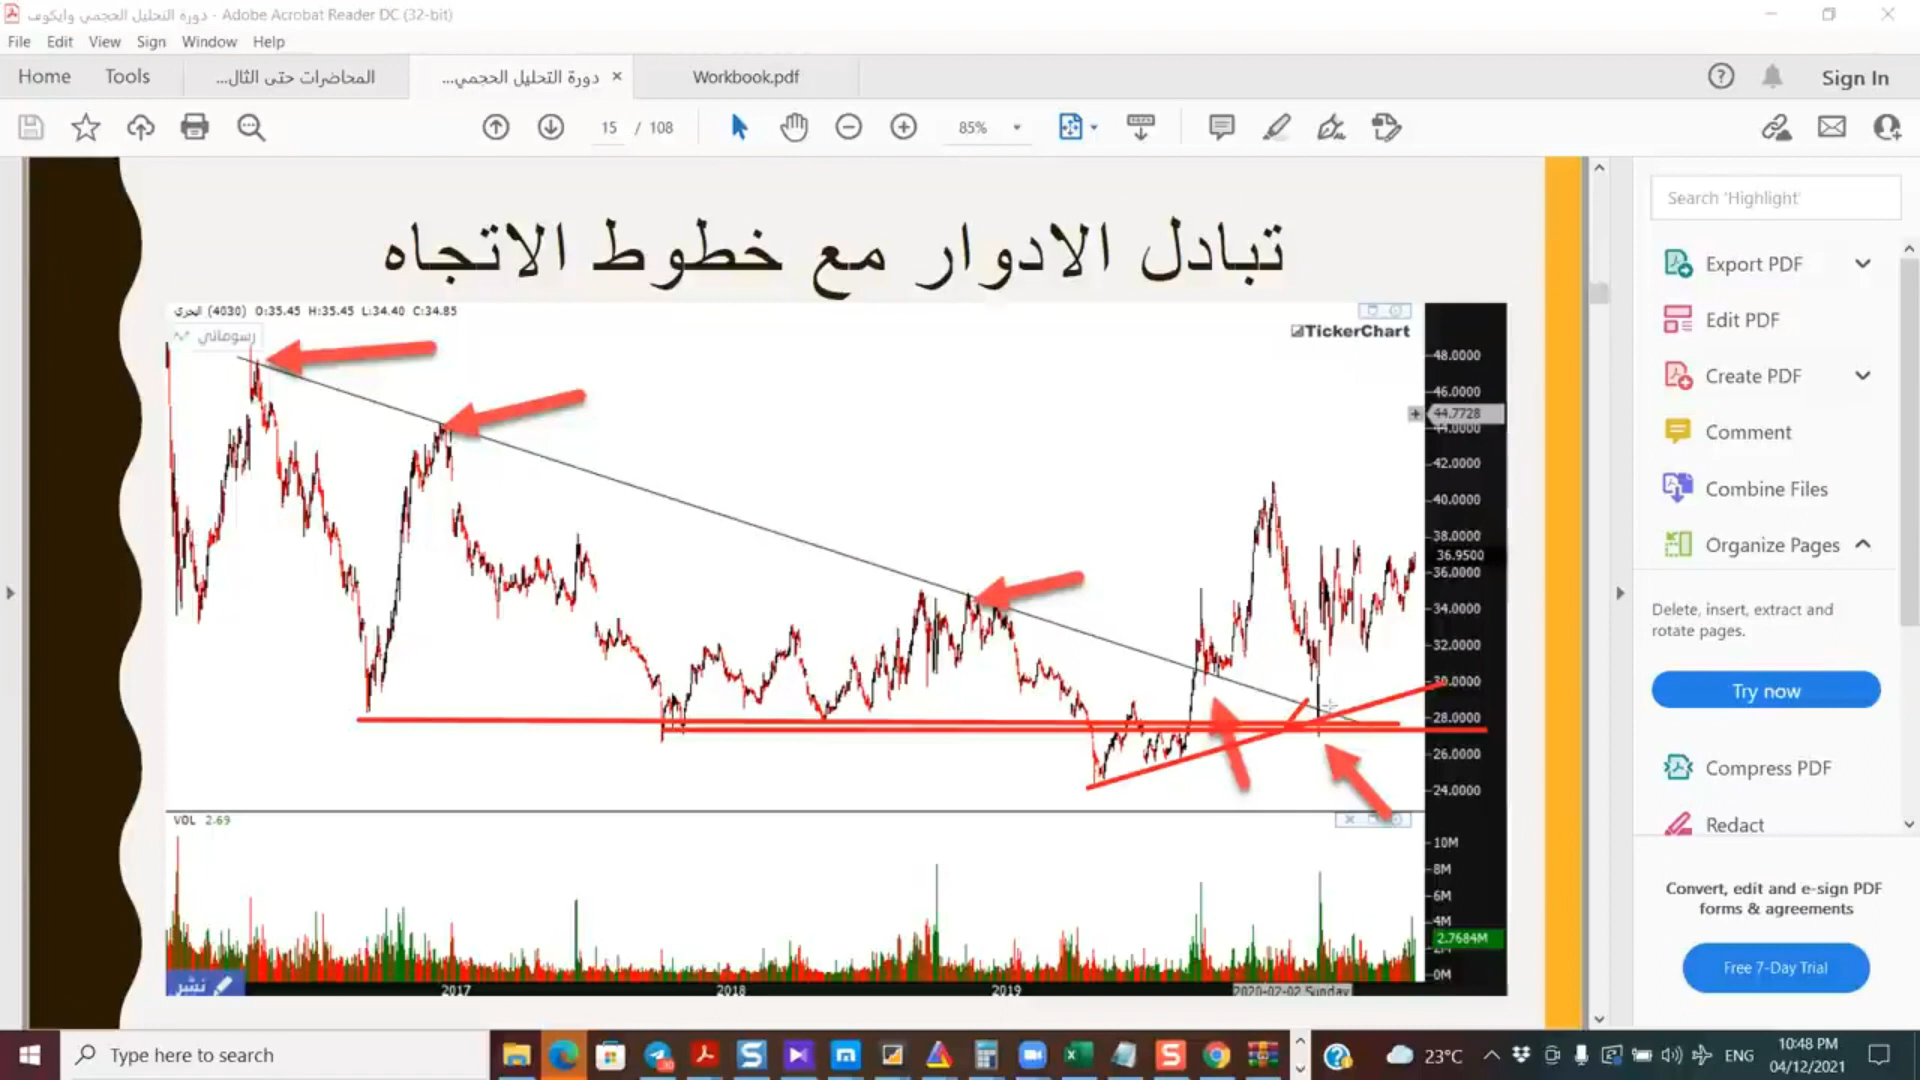 دورة التحليل الحجمي وايكوف - Adobe Acrobat Reader DC (32-bit)
File Edit View Sign Window Help
Home Tools المحاضرات حتى الثال... دورة التحليل الحجمي... Workbook.pdf Sign In
15 / 108 85%
تبادل الادوار مع خطوط الاتجاه
البحري (4030) O:35.45 H:35.45 L:34.40 C:34.85
رسوماتي
TickerChart
48.0000
46.0000
44.7728
44.0000
42.0000
40.0000
38.0000
36.9500
36.0000
34.0000
32.0000
30.0000
28.0000
26.0000
24.0000
VOL 2.69
10M
8M
6M
4M
2.7684M
2M
0M
نشر
2017 2018 2019 2020-02-02 Sunday
Search 'Highlight'
Export PDF
Edit PDF
Create PDF
Comment
Combine Files
Organize Pages
Delete, insert, extract and
rotate pages.
Try now
Compress PDF
Redact
Convert, edit and e-sign PDF
forms & agreements
Free 7-Day Trial
Type here to search
23°C ENG
10:48 PM
04/12/2021